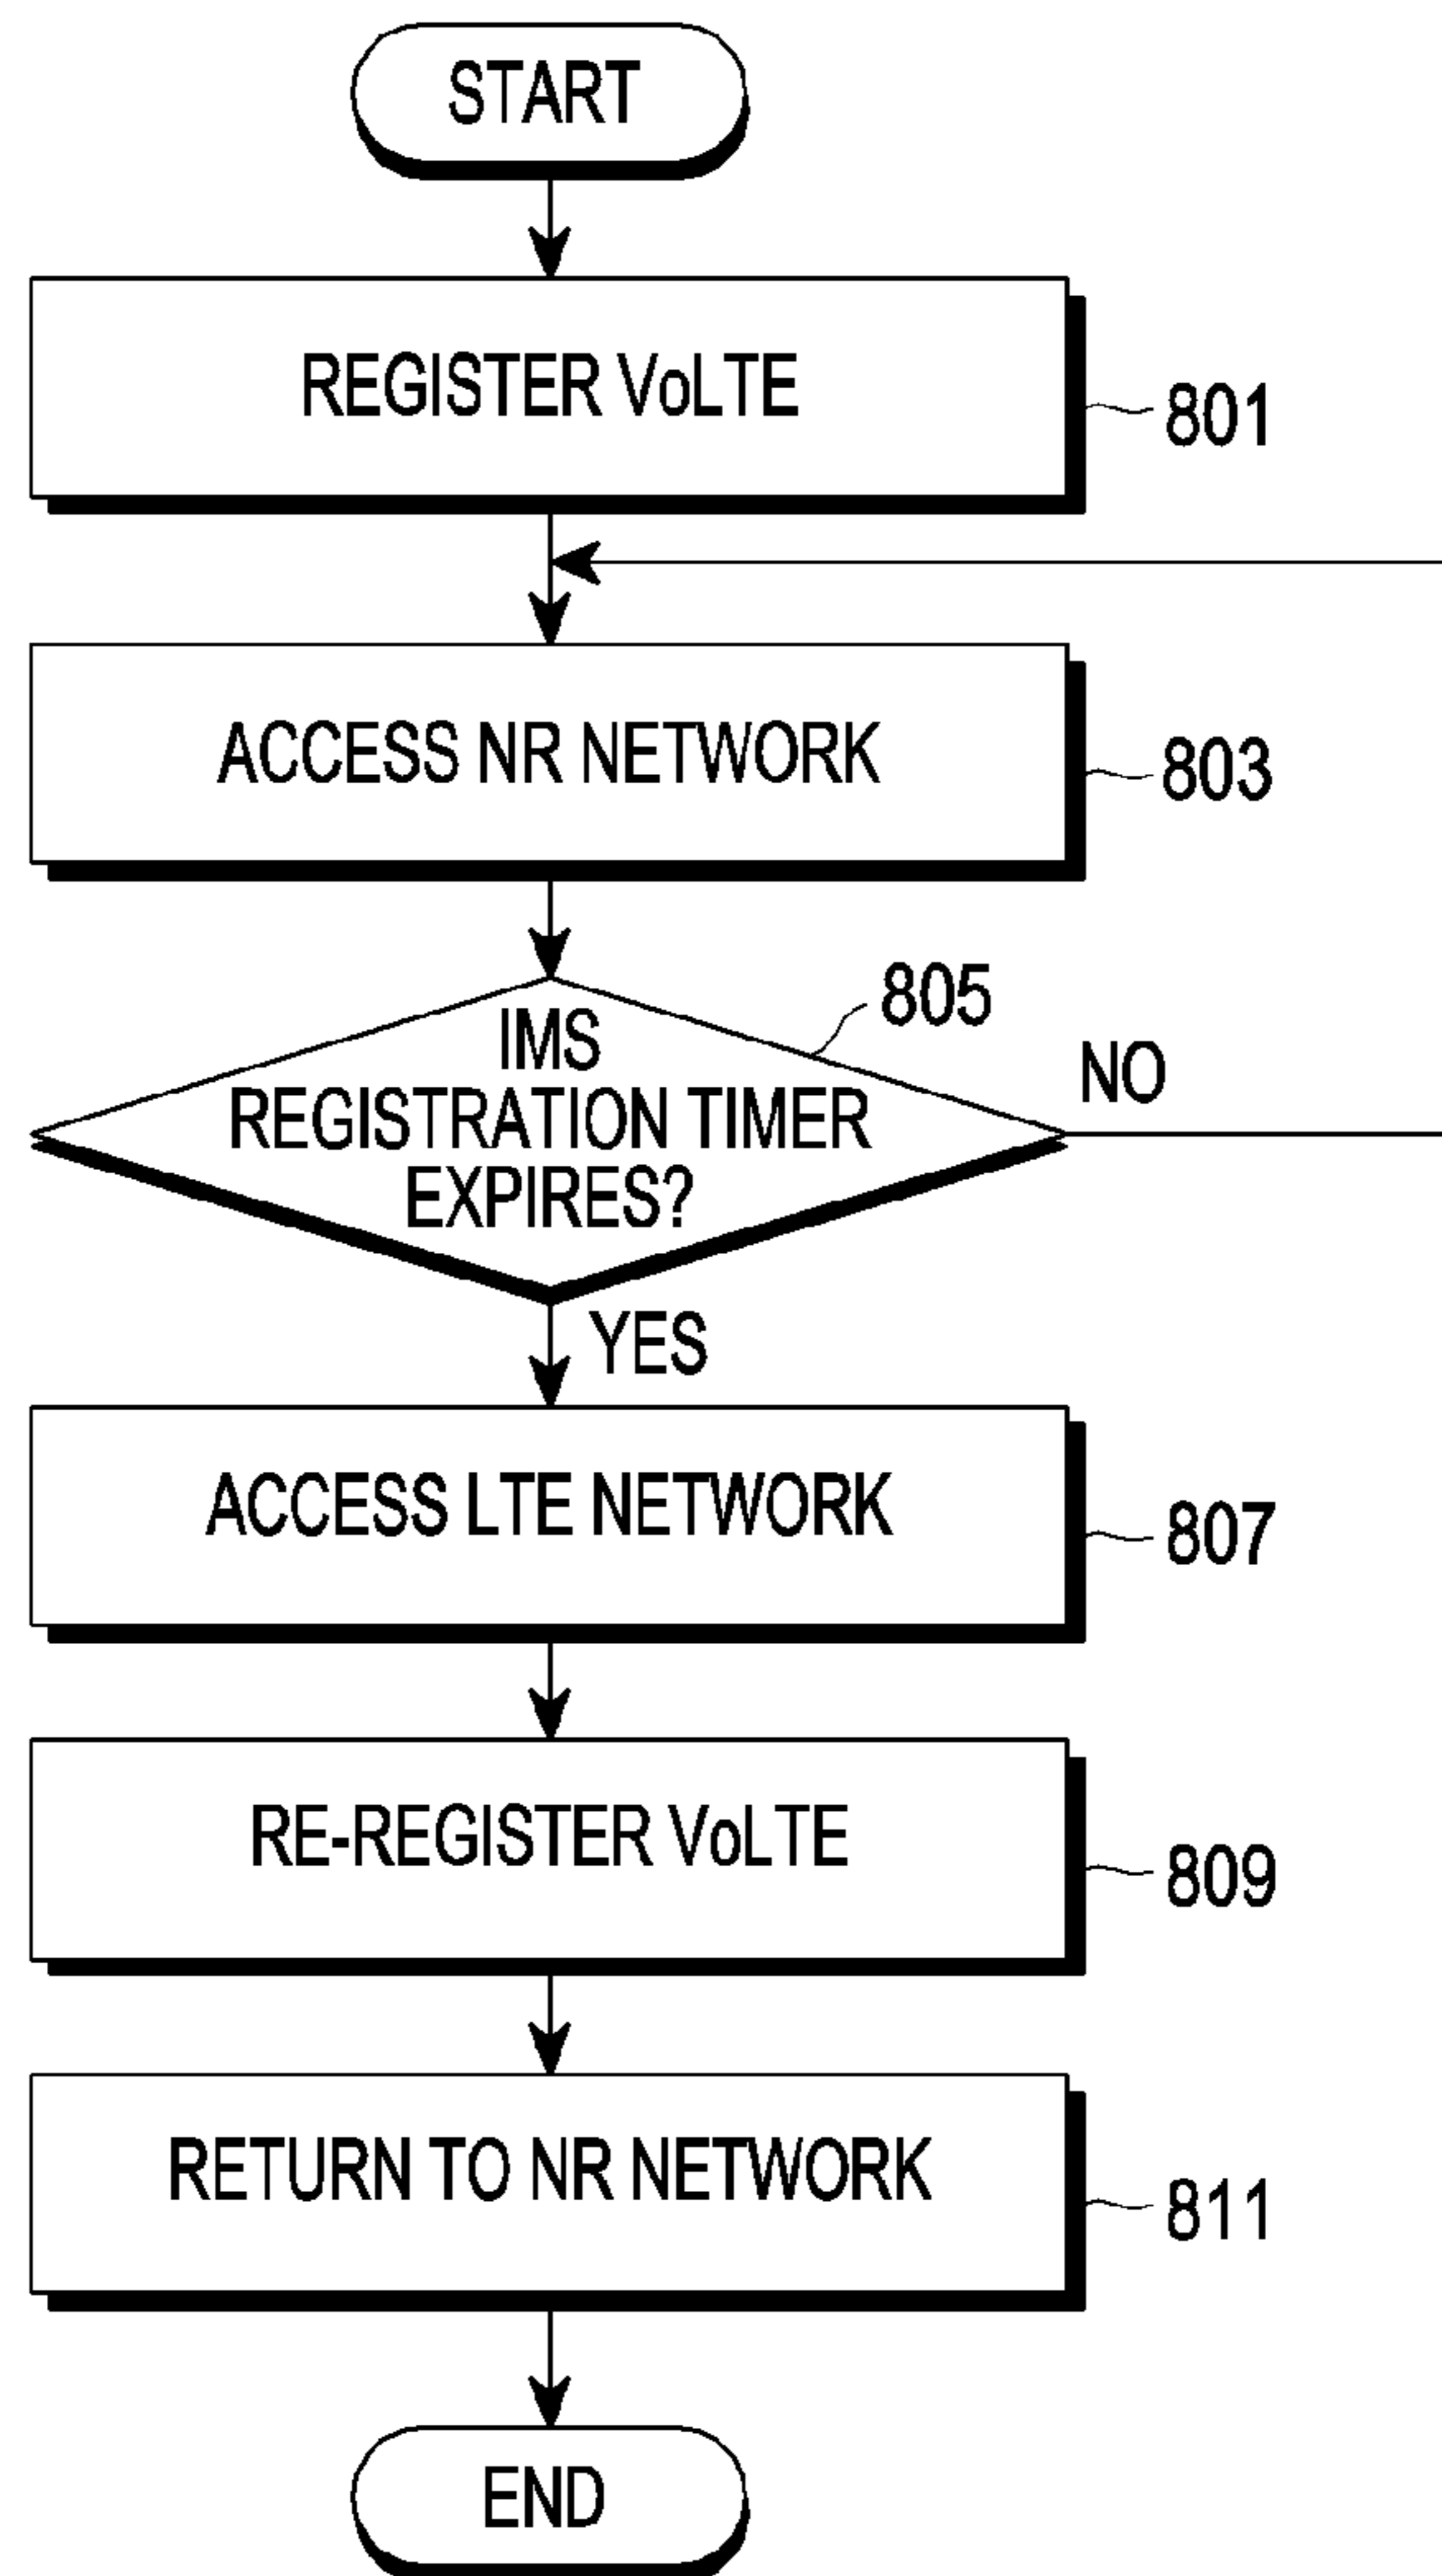 START
REGISTER VoLTE
801
ACCESS NR NETWORK
803
805
IMS
REGISTRATION TIMER
EXPIRES?
NO
YES
ACCESS LTE NETWORK
807
RE-REGISTER VoLTE
809
RETURN TO NR NETWORK
811
END